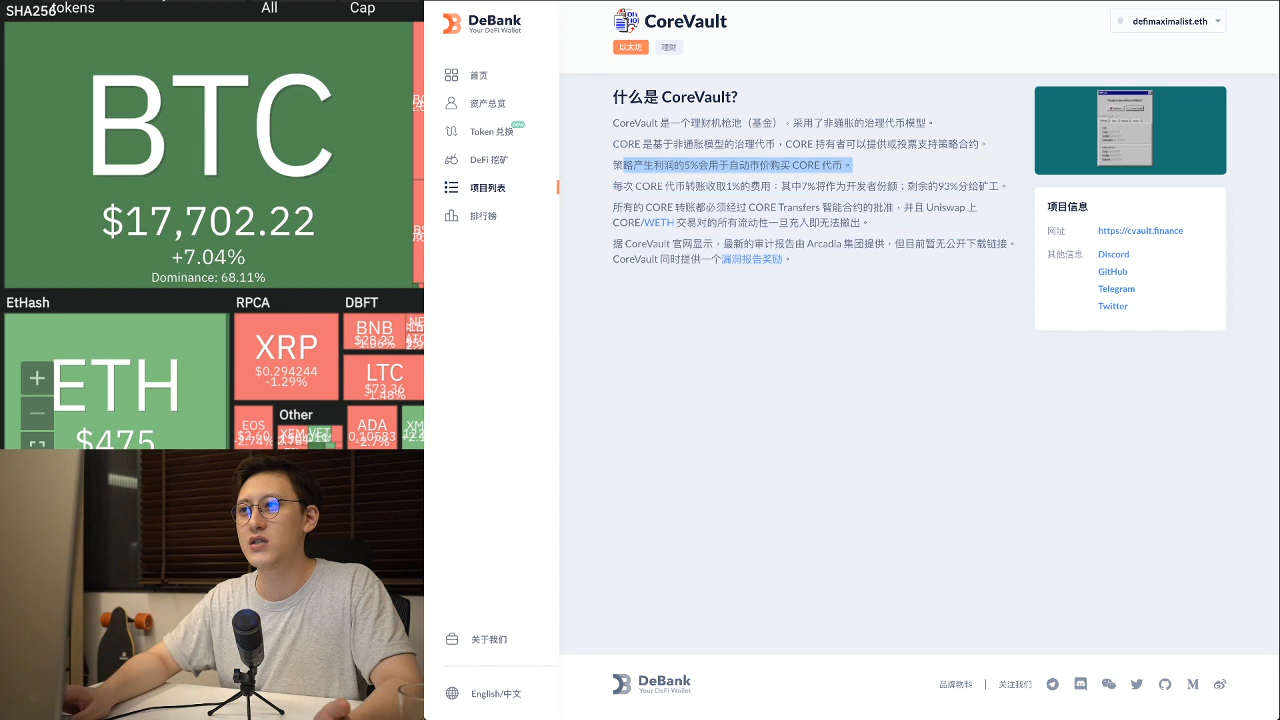 SHA256
tokens
All
Cap
BTC
$17,702.22
+7.04%
Dominance: 68.11%
EtHash
RPCA
DBFT
ETH
$475
XRP
$0.294244
-1.29%
BNB
LTC
$73.36
-1.48%
EOS
$2.60
-2.74%
Other
XEM
VET
ADA
0.10583
-2.7%
DeBank
Your DeFi Wallet
首页
资产总览
Token 兑换
new
DeFi 挖矿
项目列表
排行榜
关于我们
English/中文
CoreVault
以太坊
理财
defimaximalist.eth
什么是 CoreVault?
CoreVault 是一个理财机枪池（基金），采用了非通胀的治理代币模型。
CORE 是基于非通涨模型的治理代币，CORE 持有者可以提供或投票支持策略合约。
策略产生利润的5%会用于自动市价购买 CORE 代币。
每次 CORE 代币转账收取1%的费用；其中7%将作为开发者份额；剩余的93%分给矿工。
所有的 CORE 转账都必须经过 CORE Transfers 智能合约的批准，并且 Uniswap 上
CORE/WETH 交易对的所有流动性一旦充入即无法撤出。
据 CoreVault 官网显示，最新的审计报告由 Arcadia 集团提供，但目前暂无公开下载链接。
CoreVault 同时提供一个漏洞报告奖励。
项目信息
网址
https://cvault.finance
其他信息
Discord
GitHub
Telegram
Twitter
DeBank
Your DeFi Wallet
品牌物料
关注我们